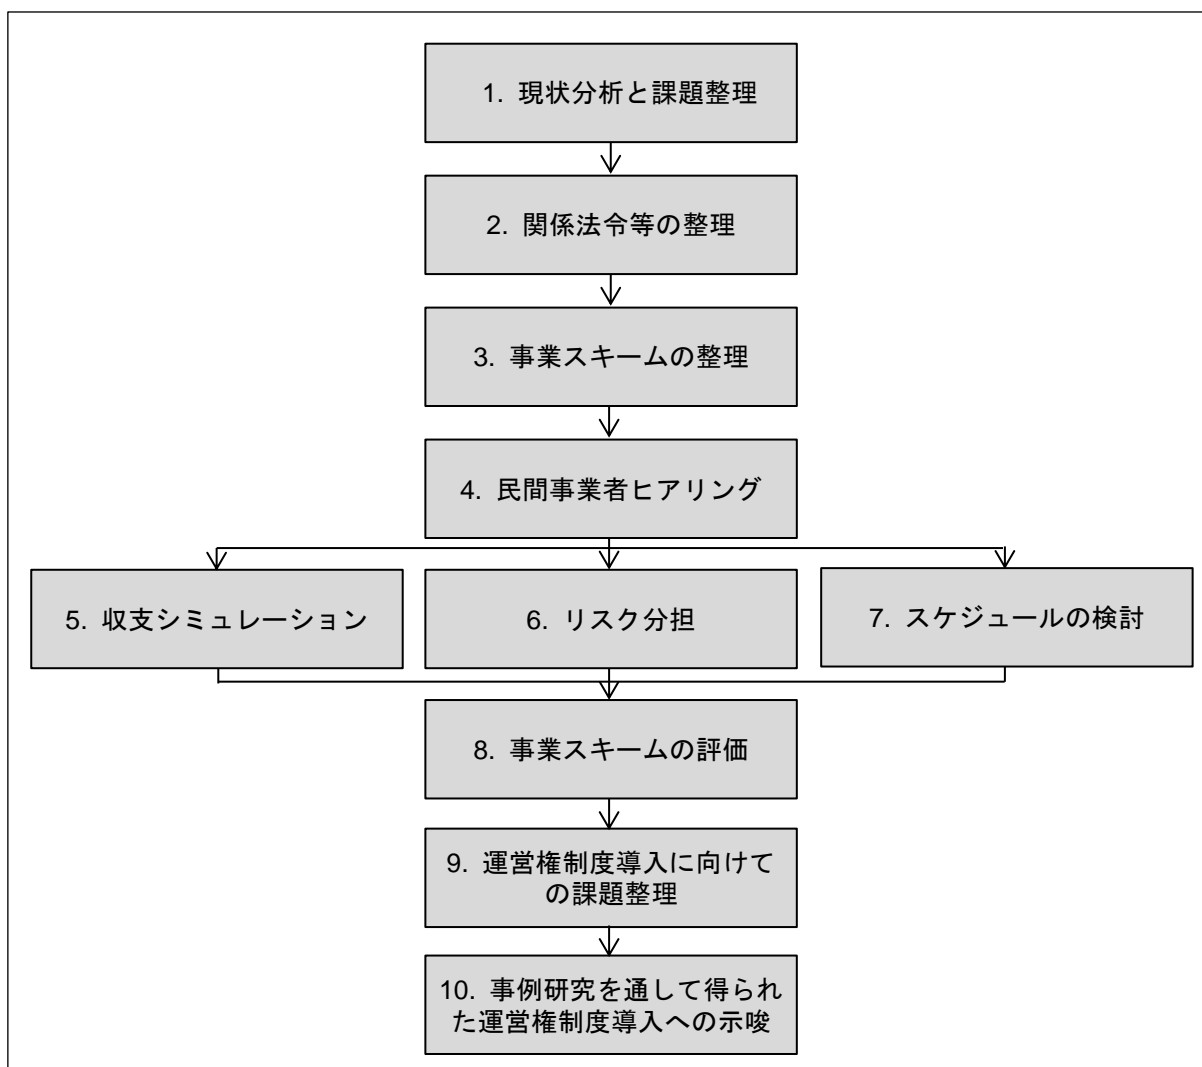 1. 現状分析と課題整理
2. 関係法令等の整理
3. 事業スキームの整理
4. 民間事業者ヒアリング
5. 収支シミュレーション
6. リスク分担
7. スケジュールの検討
8. 事業スキームの評価
9. 運営権制度導入に向けて
の課題整理
10. 事例研究を通して得られ
た運営権制度導入への示唆